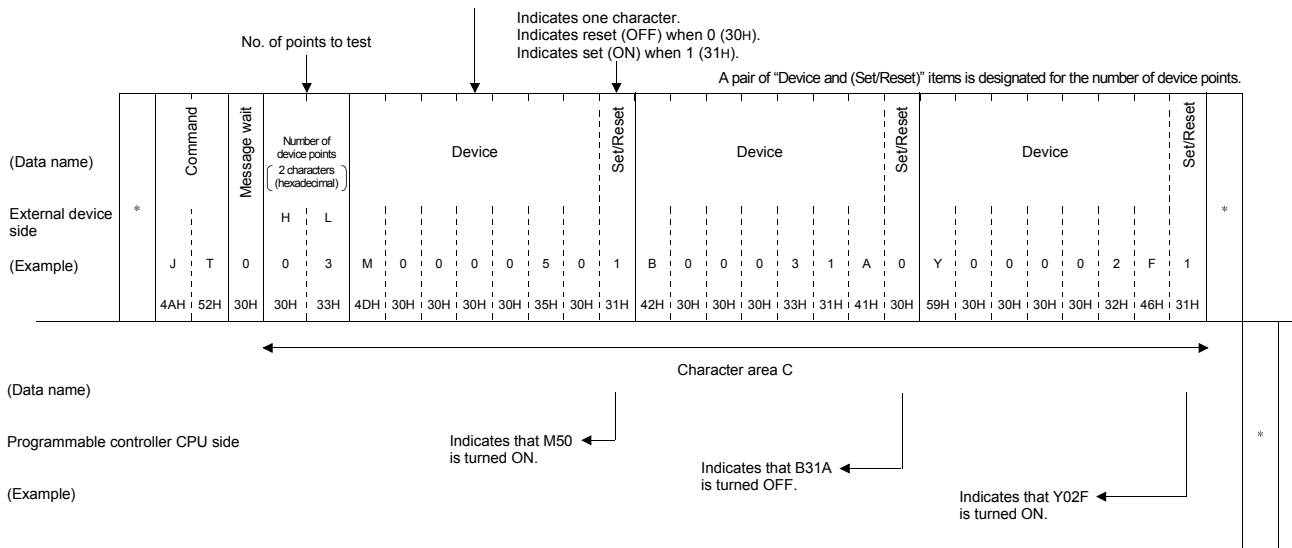 Indicates one character.
Indicates reset (OFF) when 0 (30H).
Indicates set (ON) when 1 (31H).
No. of points to test
A pair of “Device and (Set/Reset)” items is designated for the number of device points.
(Data name)
Command
Message wait
Number of
device points
2 characters
(hexadecimal)
Device
Set/Reset
Device
Set/Reset
Device
Set/Reset
External device
side
*
H L
*
(Example)
J T 0 0 3 M 0 0 0 0 5 0 1 B 0 0 0 3 1 A 0 Y 0 0 0 0 2 F 1
4AH 52H 30H 30H 33H 4DH 30H 30H 30H 30H 35H 30H 31H 42H 30H 30H 30H 33H 31H 41H 30H 59H 30H 30H 30H 30H 32H 46H 31H
Character area C
(Data name)
Programmable controller CPU side
Indicates that M50
is turned ON.
*
Indicates that B31A
is turned OFF.
(Example)
Indicates that Y02F
is turned ON.